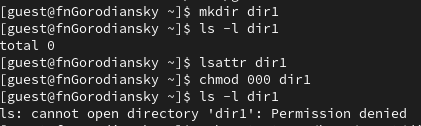 [guest@fnGorodiansky ~]$ mkdir dir1
[guest@fnGorodiansky ~]$ ls -l dir1
total 0
[guest@fnGorodiansky ~]$ lsattr dir1
[guest@fnGorodiansky ~]$ chmod 000 dir1
[guest@fnGorodiansky ~]$ ls -l dir1
ls: cannot open directory 'dir1': Permission denied